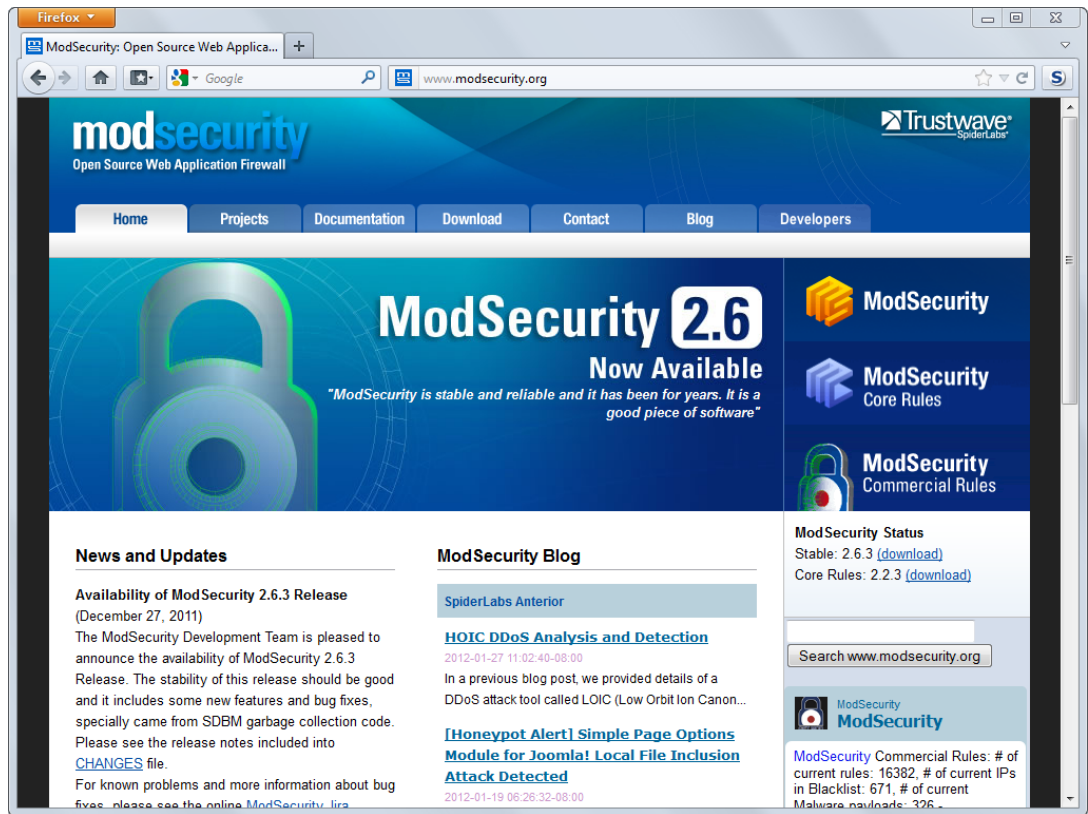 Firefox
ModSecurity: Open Source Web Applica...
Google
www.modsecurity.org
S
modsecurity
Open Source Web Application Firewall
Trustwave®
SpiderLabs®
Home Projects Documentation Download Contact Blog Developers
ModSecurity 2.6
Now Available
"ModSecurity is stable and reliable and it has been for years. It is a
good piece of software"
ModSecurity
ModSecurity
Core Rules
ModSecurity
Commercial Rules
News and Updates
Availability of ModSecurity 2.6.3 Release
(December 27, 2011)
The ModSecurity Development Team is pleased to
announce the availability of ModSecurity 2.6.3
Release. The stability of this release should be good
and it includes some new features and bug fixes,
specially came from SDBM garbage collection code.
Please see the release notes included into
CHANGES file.
For known problems and more information about bug
fixes, please see the online ModSecurity Jira.
ModSecurity Blog
SpiderLabs Anterior
HOIC DDoS Analysis and Detection
2012-01-27 11:02:40-08:00
In a previous blog post, we provided details of a
DDoS attack tool called LOIC (Low Orbit Ion Canon...
[Honeypot Alert] Simple Page Options
Module for Joomla! Local File Inclusion
Attack Detected
2012-01-19 06:26:32-08:00
ModSecurity Status
Stable: 2.6.3 (download)
Core Rules: 2.2.3 (download)
Search www.modsecurity.org
ModSecurity
ModSecurity
ModSecurity Commercial Rules: # of
current rules: 16382, # of current IPs
in Blacklist: 671, # of current
Malware payloads: 326 -